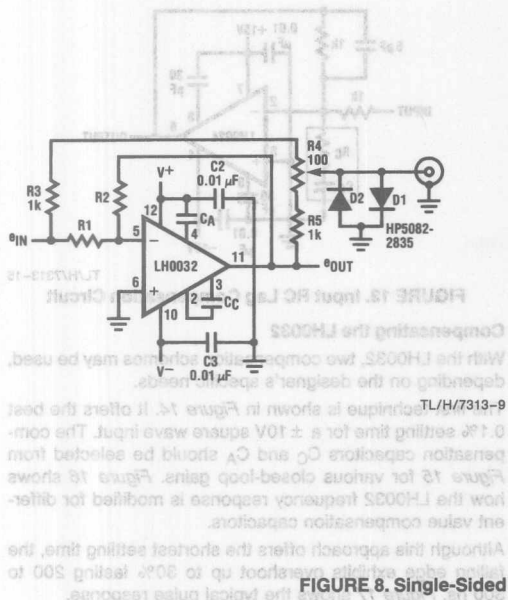 R4
100
V+
C2
0.01 μF
R3
1k
R2
CA
D2
D1
R5
1k
HP5082-
2835
eIN
R1
12
5
4
LH0032
11
eOUT
6
3
2
CC
10
C3
0.01 μF
V−
TL/H/7313-15
FIGURE 12. Input RC Lag Compensation Circuit
Compensating the LH0032
With the LH0032, two compensation schemes may be used,
depending on the designer's specific needs.
TL/H/7313–9
technique is shown in Figure 14. It offers the best
0.1% settling time for a ±10V square wave input. The com-
pensation capacitors CC and CA should be selected from
Figure 15 for various closed-loop gains. Figure 16 shows
how the LH0032 frequency response is modified for differ-
ent value compensation capacitors.
Although this approach offers the shortest settling time, the
falling edge exhibits overshoot up to 30% lasting 200 to
FIGURE 8. Single-Sided
shows the typical pulse response.